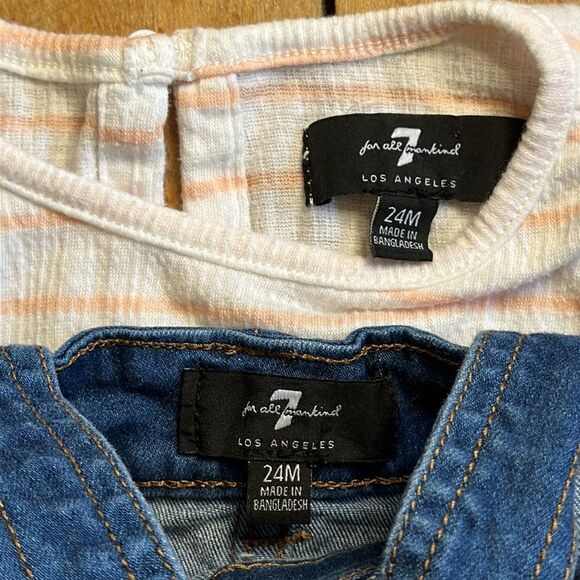 7
for all mankind
LOS ANGELES
24M
MADE IN
BANGLADESH
7
for all mankind
LOS ANGELES
24M
MADE IN
BANGLADESH